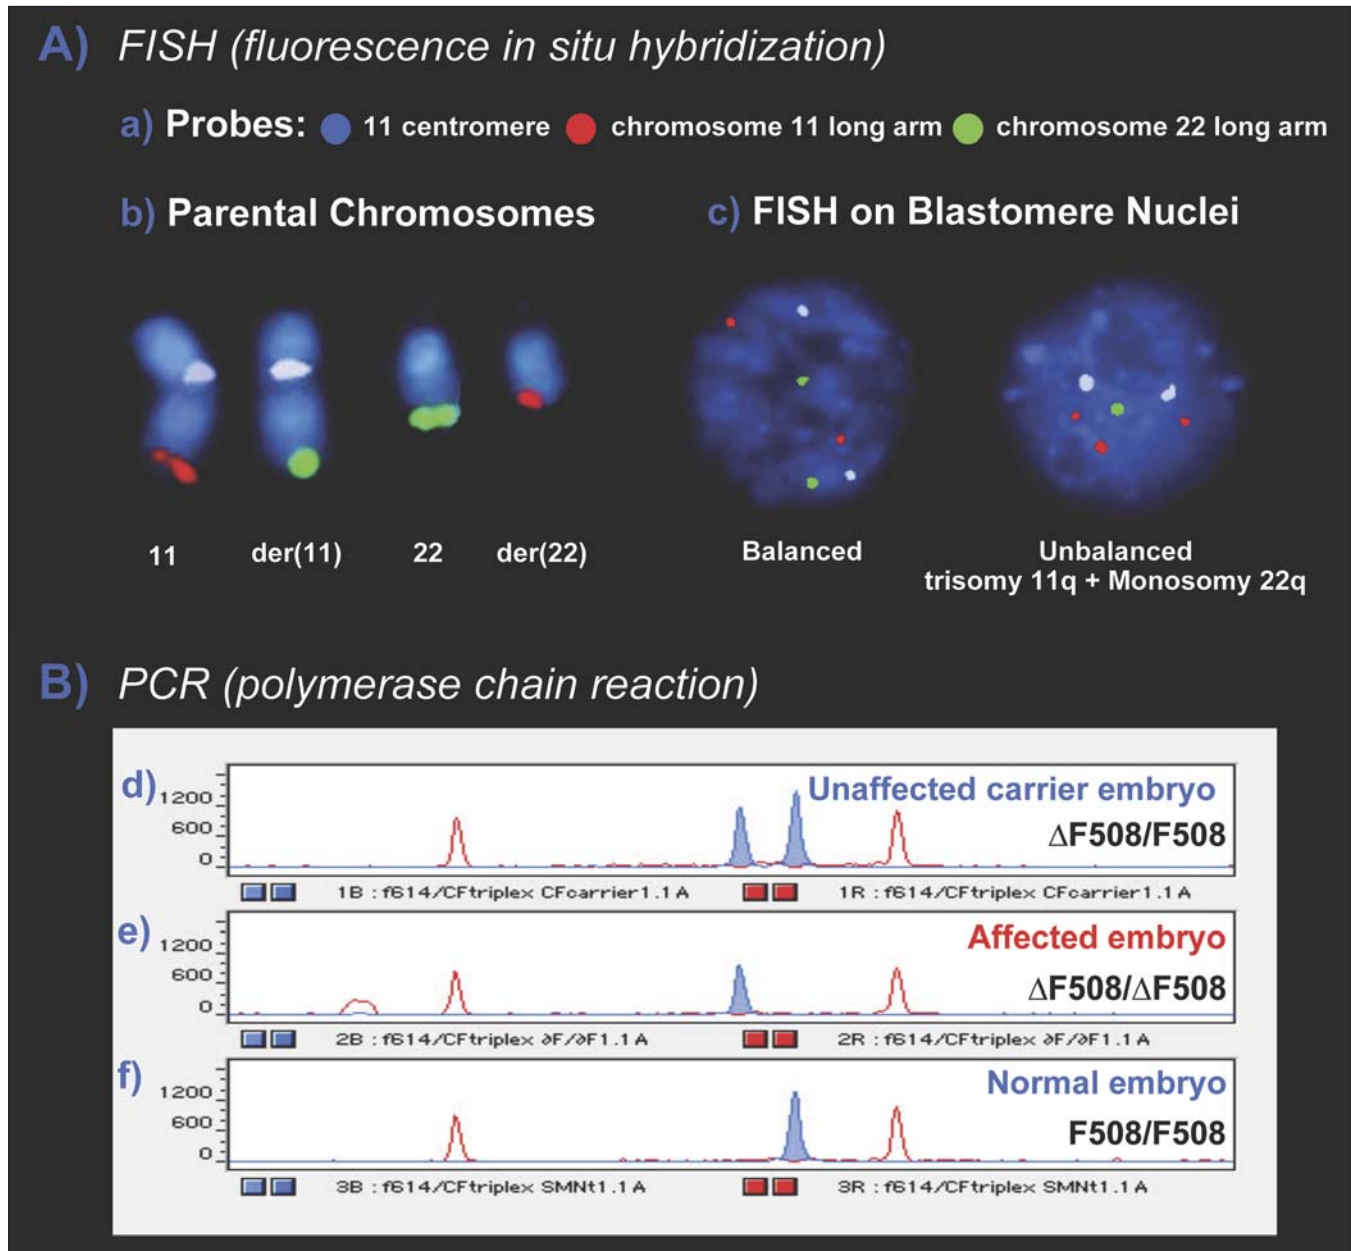 A) FISH (fluorescence in situ hybridization)
a) Probes: 11 centromere chromosome 11 long arm chromosome 22 long arm
b) Parental Chromosomes
c) FISH on Blastomere Nuclei
11 der(11) 22 der(22)
Balanced
Unbalanced
trisomy 11q + Monosomy 22q
B) PCR (polymerase chain reaction)
d)
1200
600
0
Unaffected carrier embryo
ΔF508/F508
1B : f614/CFtriplex CFcarrier1.1A 1R : f614/CFtriplex CFcarrier1.1A
e)
1200
600
0
Affected embryo
ΔF508/ΔF508
2B : f614/CFtriplex ∂F/∂F1.1A 2R : f614/CFtriplex ∂F/∂F1.1A
f)
1200
600
0
Normal embryo
F508/F508
3B : f614/CFtriplex SMNt1.1A 3R : f614/CFtriplex SMNt1.1A